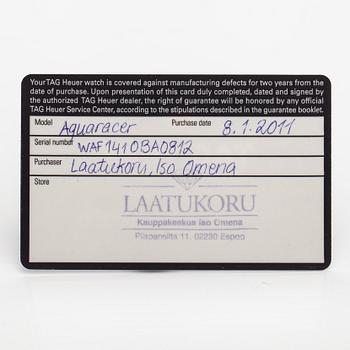 YourTAG Heuer watch is covered against manufacturing defects for two years from the
date of purchase. Upon presentation of this card duly completed, dated and signed by
the authorized TAG Heuer dealer, the right of guarantee will be honored by any official
TAG Heuer Service Center, according to the stipulations described in the guarantee booklet.
Model Aquaracer Purchase date 8.1.2011
Serial number WAF1410BA0812
Purchaser Laatukoru, Iso Omena
Store
LAATUKORU
Kauppakeskus Iso Omena
Piispansilta 11, 02230 Espoo